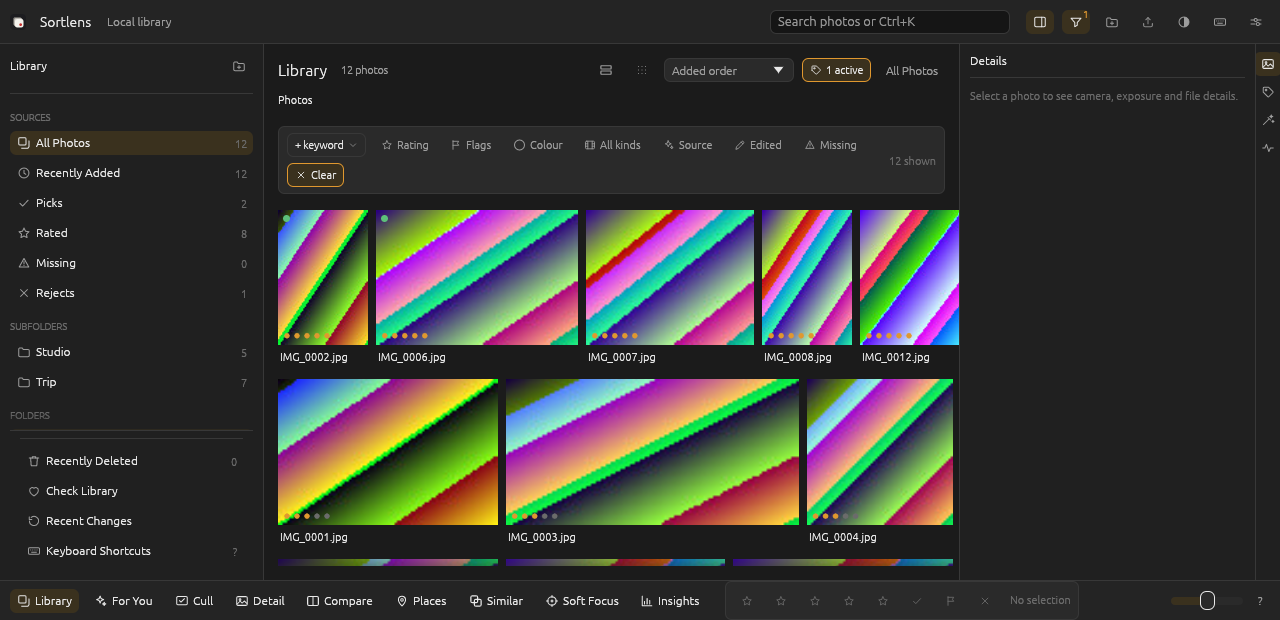 Sortlens Local library
Search photos or Ctrl+K
1
Library
SOURCES
All Photos 12
Recently Added 12
Picks 2
Rated 8
Missing 0
Rejects 1
SUBFOLDERS
Studio 5
Trip 7
FOLDERS
Recently Deleted 0
Check Library
Recent Changes
Keyboard Shortcuts ?
Library 12 photos
Added order
1 active
All Photos
Photos
+ keyword
Rating
Flags
Colour
All kinds
Source
Edited
Missing
Clear
12 shown
IMG_0002.jpg
IMG_0006.jpg
IMG_0007.jpg
IMG_0008.jpg
IMG_0012.jpg
IMG_0001.jpg
IMG_0003.jpg
IMG_0004.jpg
Details
Select a photo to see camera, exposure and file details.
Library
For You
Cull
Detail
Compare
Places
Similar
Soft Focus
Insights
No selection
?